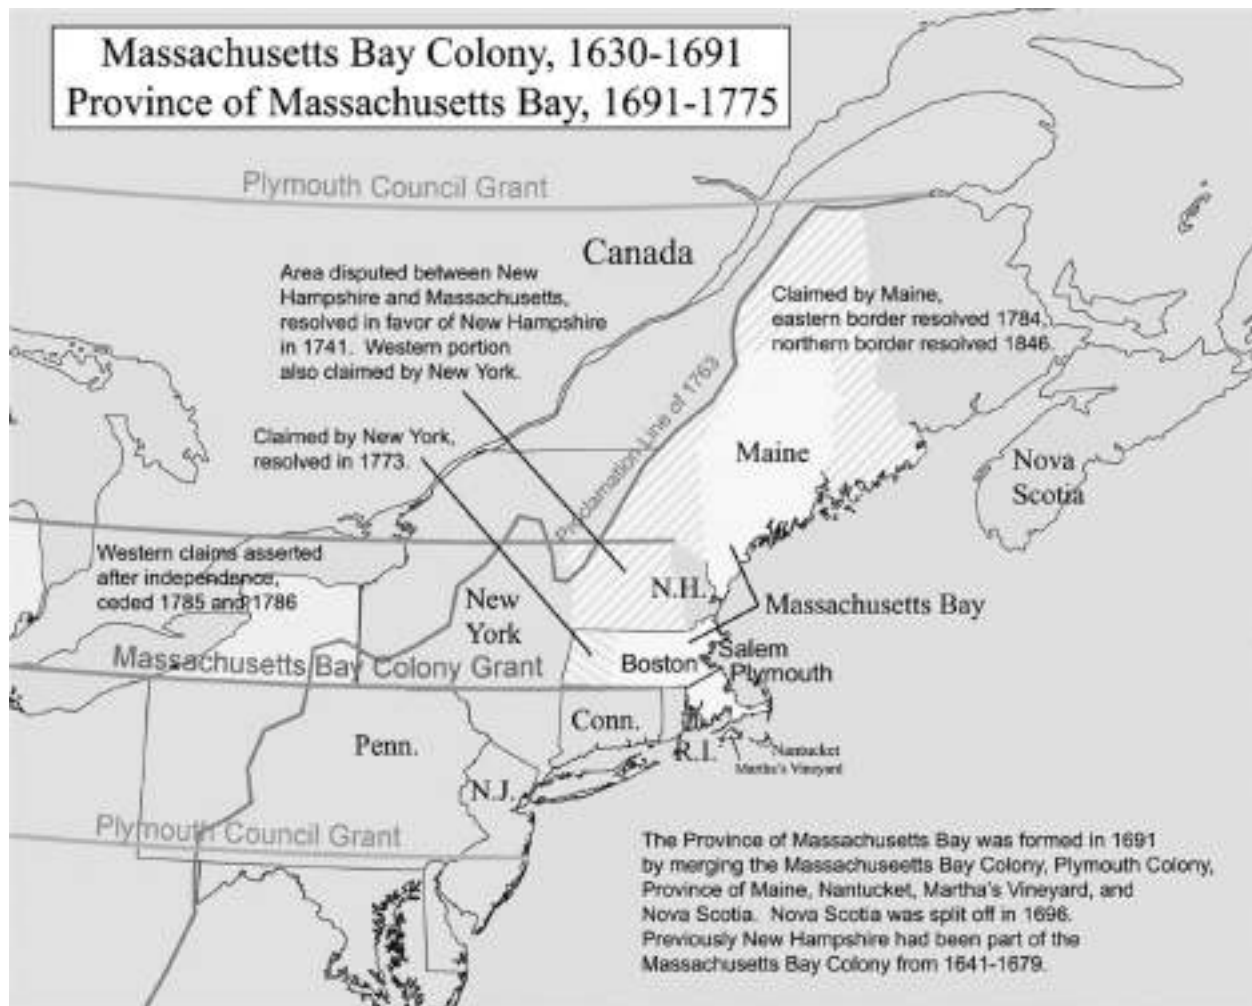 Massachusetts Bay Colony, 1630-1691
Province of Massachusetts Bay, 1691-1775
Plymouth Council Grant
Canada
Area disputed between New
Hampshire and Massachusetts,
resolved in favor of New Hampshire
in 1741. Western portion
also claimed by New York.
Claimed by Maine,
eastern border resolved 1784,
northern border resolved 1846.
Proclamation Line of 1763
Claimed by New York,
resolved in 1773.
Maine
Nova
Scotia
Western claims asserted
after independence,
ceded 1785 and 1786
New
York
N.H.
Massachusetts Bay
Massachusetts Bay Colony Grant
Boston
Salem
Plymouth
Conn.
R.I.
Nantucket
Martha's Vineyard
Penn.
N.J.
Plymouth Council Grant
The Province of Massachusetts Bay was formed in 1691
by merging the Massachuseetts Bay Colony, Plymouth Colony,
Province of Maine, Nantucket, Martha's Vineyard, and
Nova Scotia. Nova Scotia was split off in 1696.
Previously New Hampshire had been part of the
Massachusetts Bay Colony from 1641-1679.